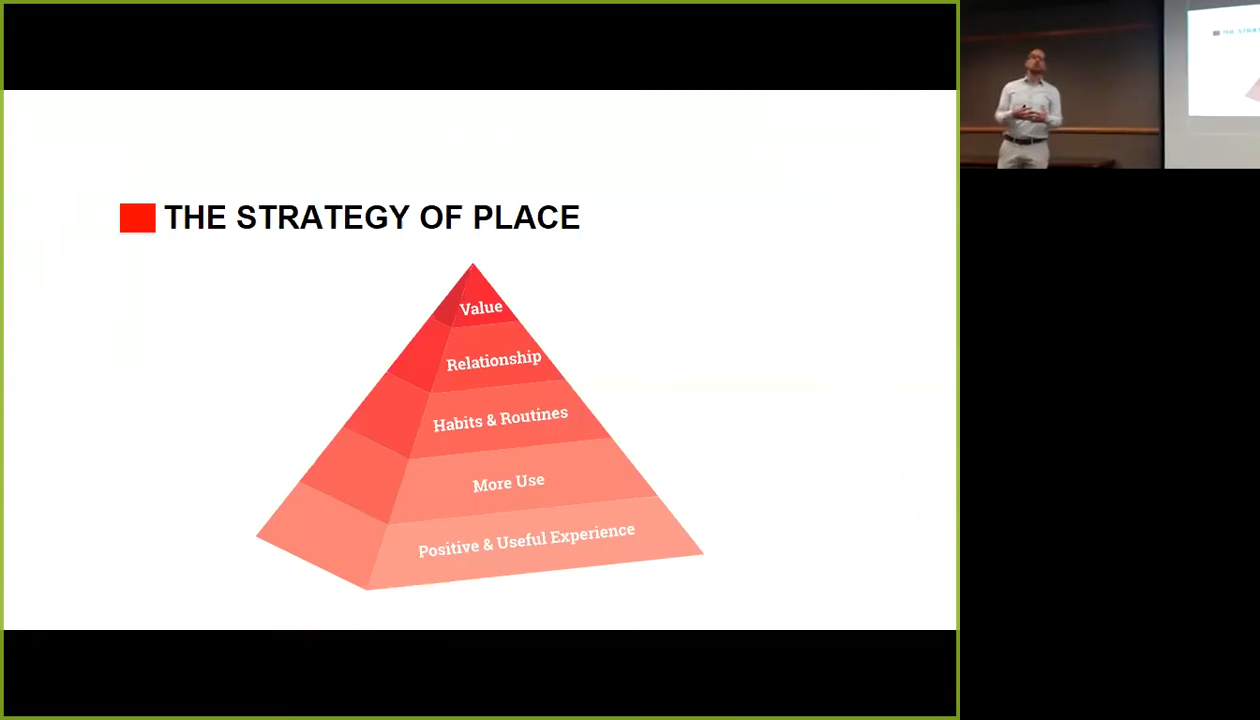 THE STRATEGY OF PLACE
Value
Relationship
Habits & Routines
More Use
Positive & Useful Experience